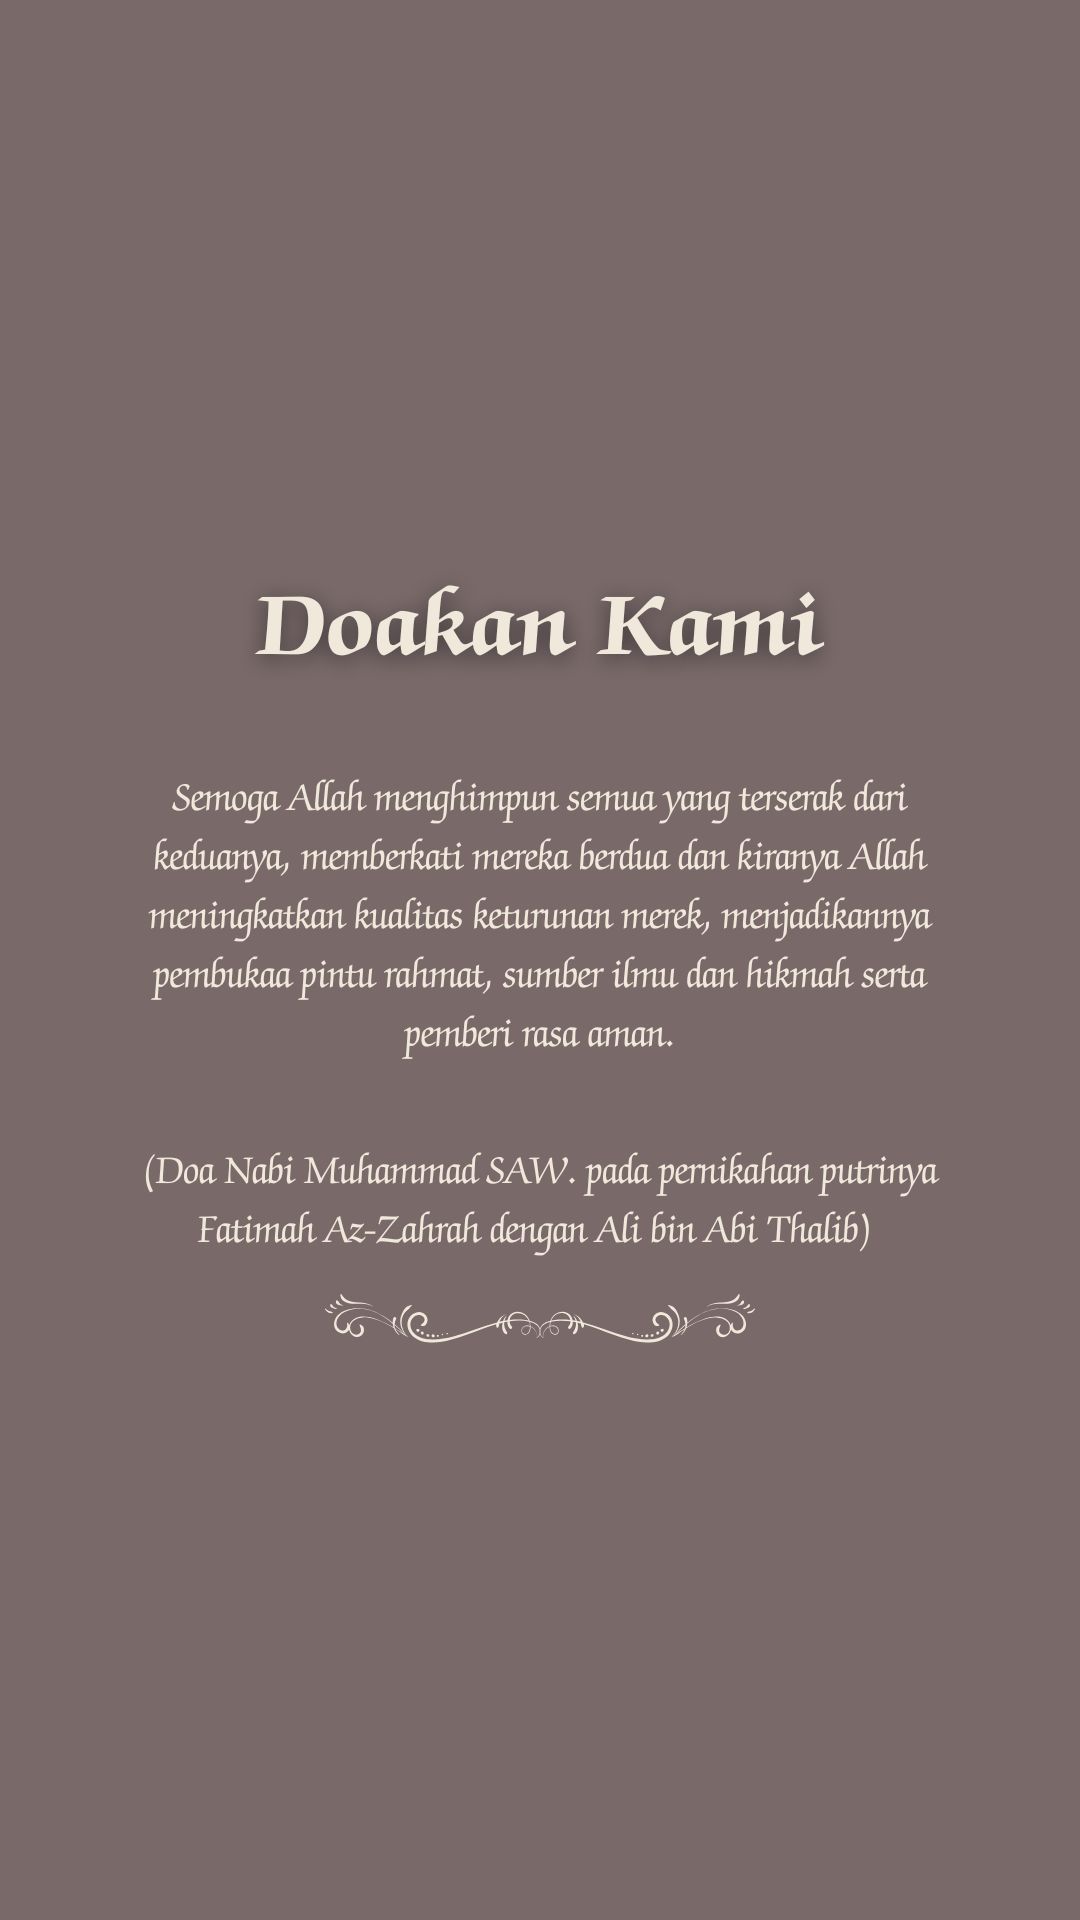 Doakan Kami
Semoga Allah menghimpun semua yang terserak dari
keduanya, memberkati mereka berdua dan kiranya Allah
meningkatkan kualitas keturunan merek, menjadikannya
pembukaa pintu rahmat, sumber ilmu dan hikmah serta
pemberi rasa aman.
(Doa Nabi Muhammad SAW. pada pernikahan putrinya
Fatimah Az-Zahrah dengan Ali bin Abi Thalib)